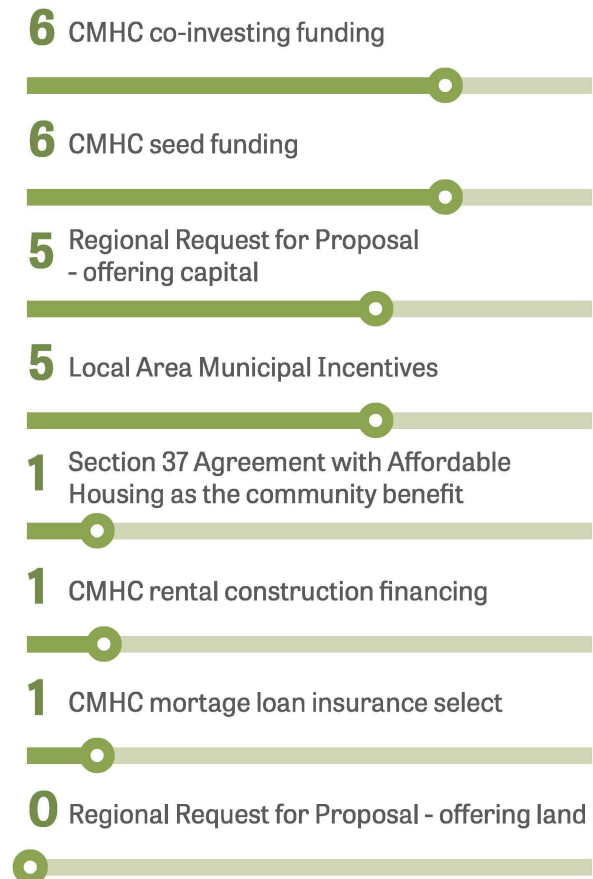 6 CMHC co-investing funding
6 CMHC seed funding
5 Regional Request for Proposal
- offering capital
5 Local Area Municipal Incentives
1 Section 37 Agreement with Affordable
Housing as the community benefit
1 CMHC rental construction financing
1 CMHC mortage loan insurance select
0 Regional Request for Proposal - offering land